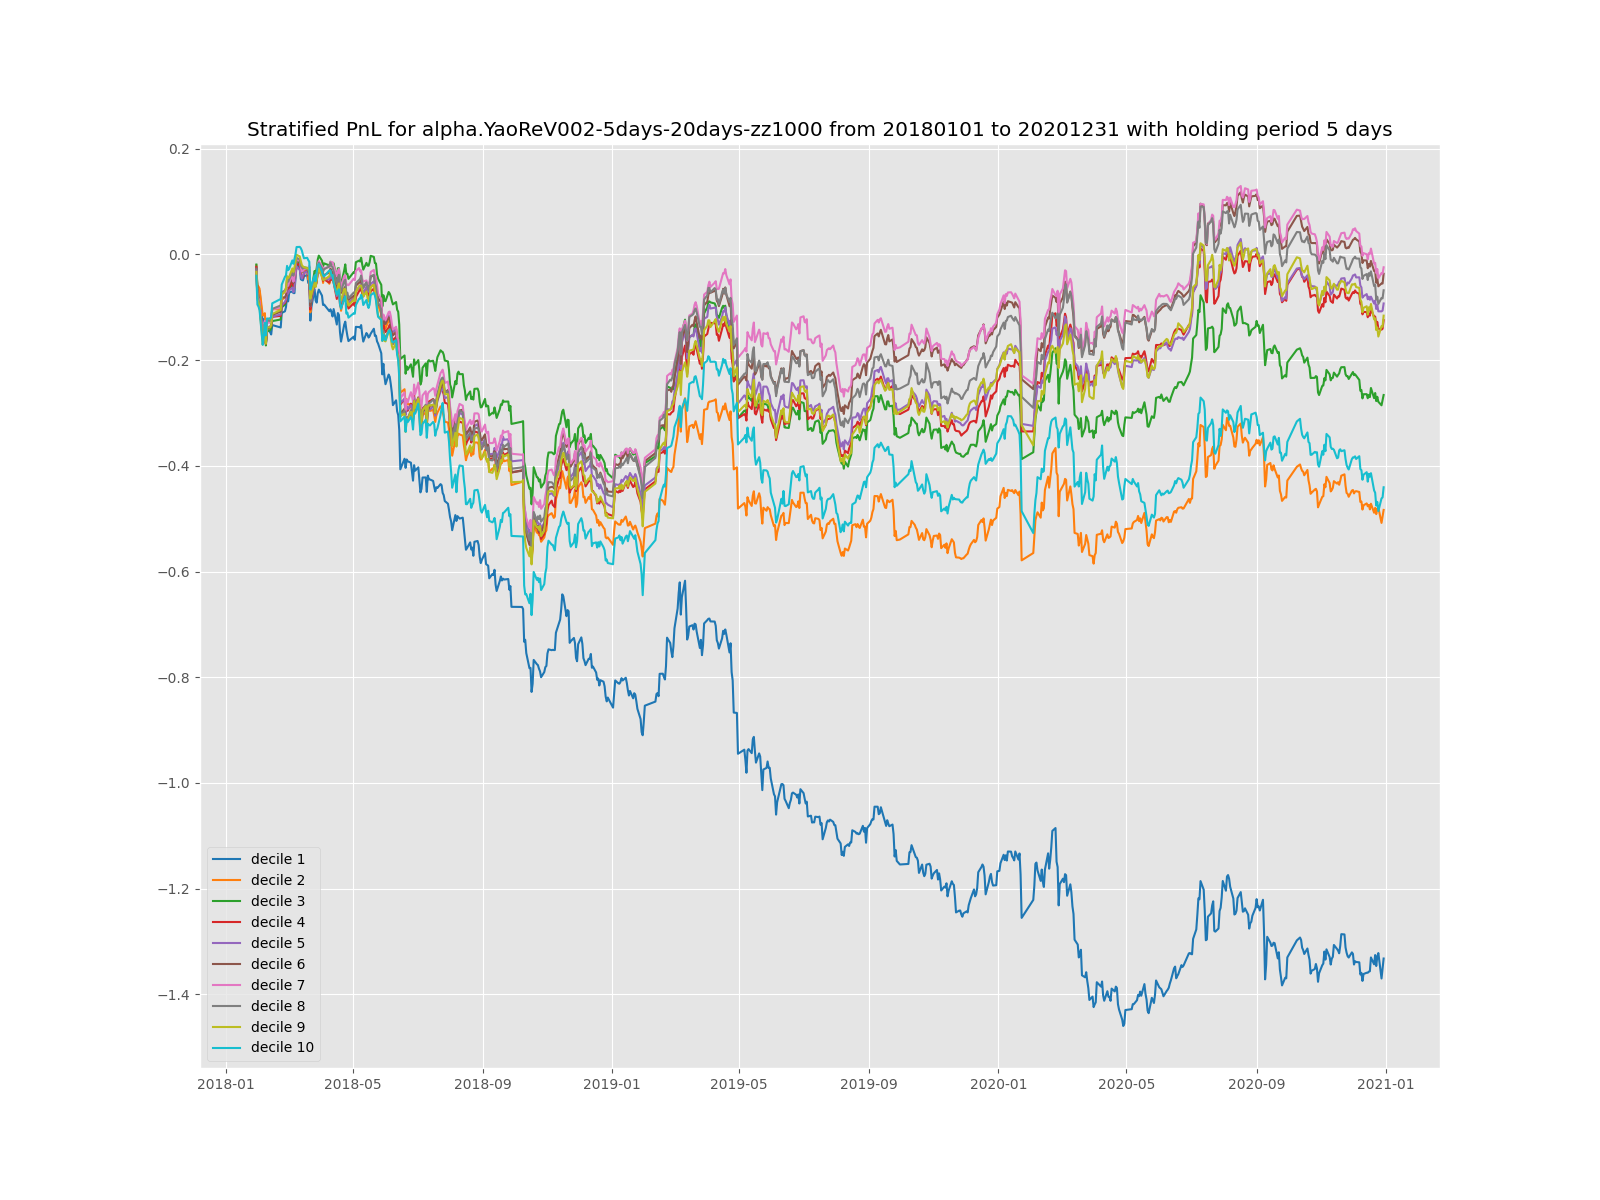 Stratified PnL for alpha.YaoReV002-5days-20days-zz1000 from 20180101 to 20201231 with holding period 5 days
0.2
0.0
−0.2
−0.4
−0.6
−0.8
−1.0
−1.2
−1.4
decile 1
decile 2
decile 3
decile 4
decile 5
decile 6
decile 7
decile 8
decile 9
decile 10
2018-01 2018-05 2018-09 2019-01 2019-05 2019-09 2020-01 2020-05 2020-09 2021-01